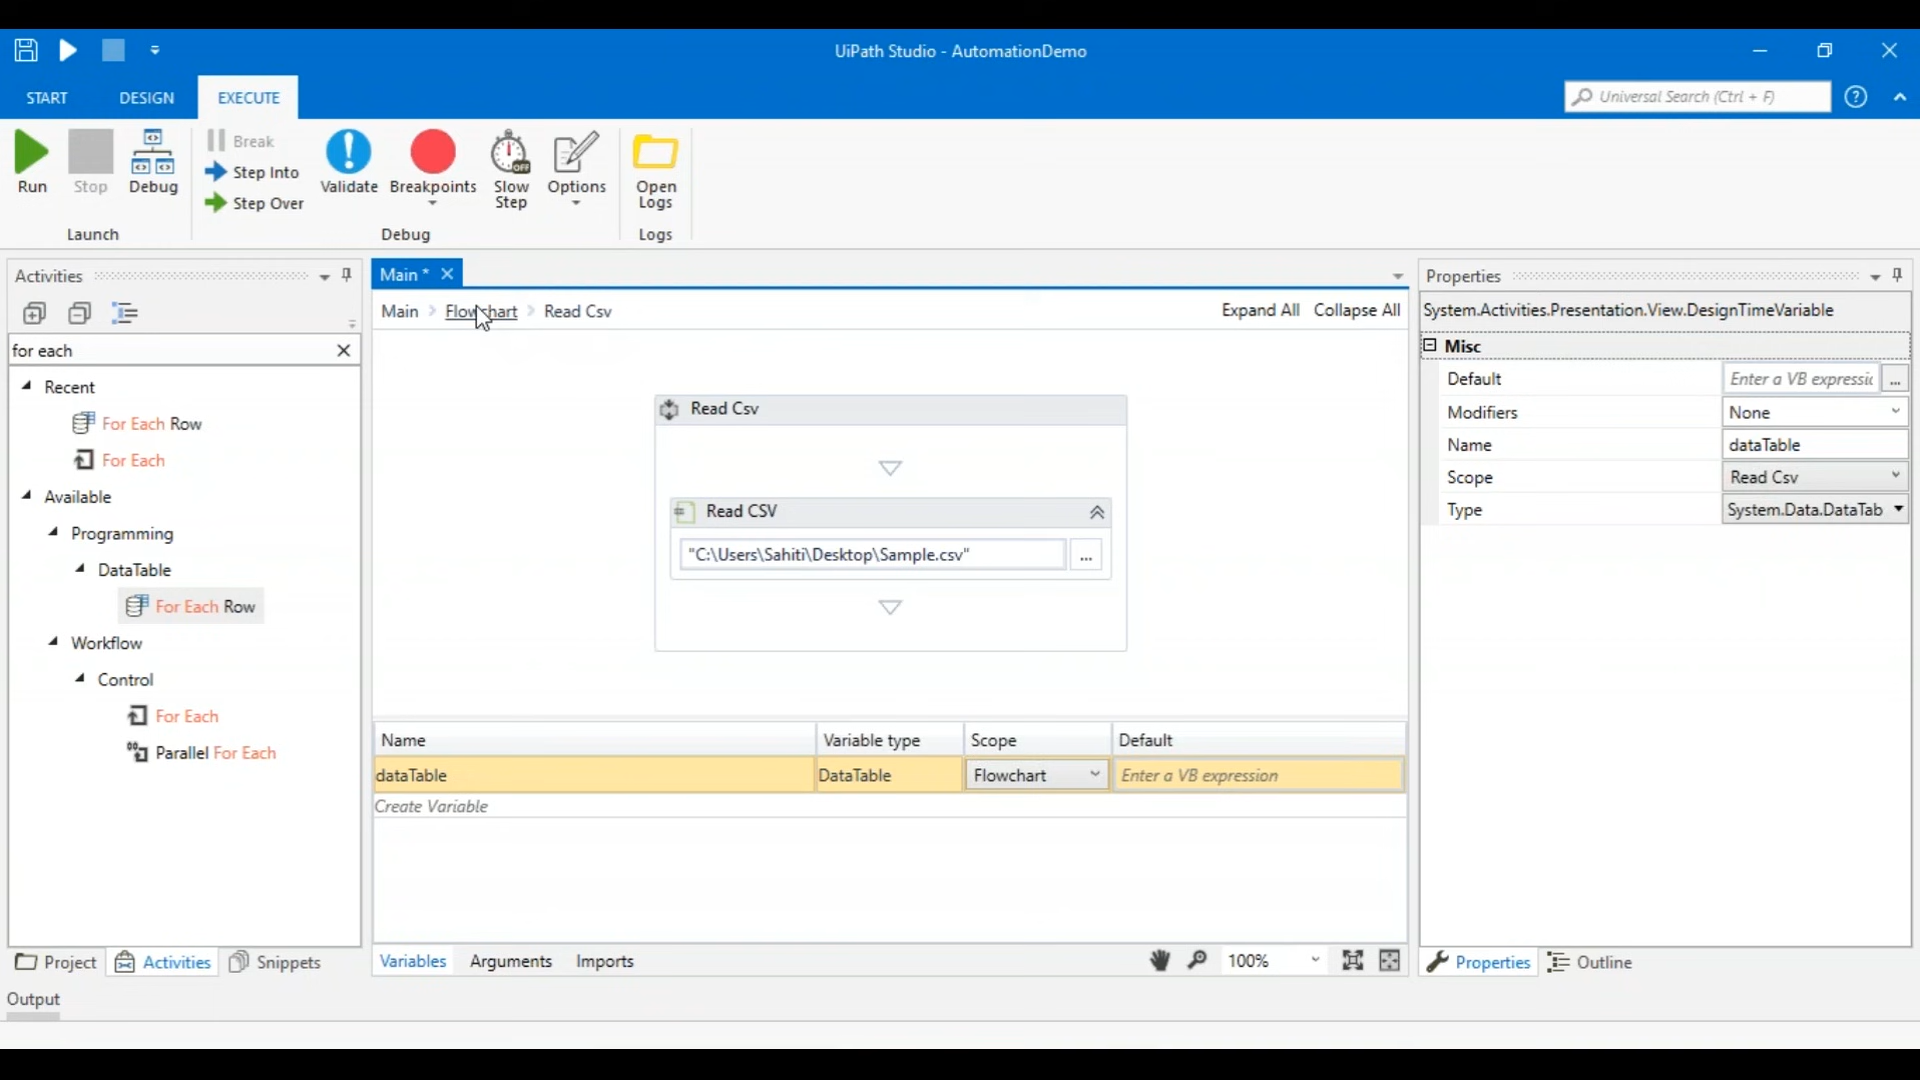 UiPath Studio - AutomationDemo
START DESIGN EXECUTE
Universal Search (Ctrl + F)
Run Stop Debug
Break
Step Into
Step Over
Validate Breakpoints Slow Step Options Open Logs
Launch Debug Logs
Activities
for each
Recent
For Each Row
For Each
Available
Programming
DataTable
For Each Row
Workflow
Control
For Each
Parallel For Each
Project Activities Snippets
Output
Main *
Main Flowchart Read Csv Expand All Collapse All
Read Csv
Read CSV
"C:\Users\Sahiti\Desktop\Sample.csv"
...
Name Variable type Scope Default
dataTable DataTable Flowchart Enter a VB expression
Create Variable
Variables Arguments Imports 100%
Properties
System.Activities.Presentation.View.DesignTimeVariable
Misc
Default Enter a VB expressic ...
Modifiers None
Name dataTable
Scope Read Csv
Type System.Data.DataTab
Properties Outline